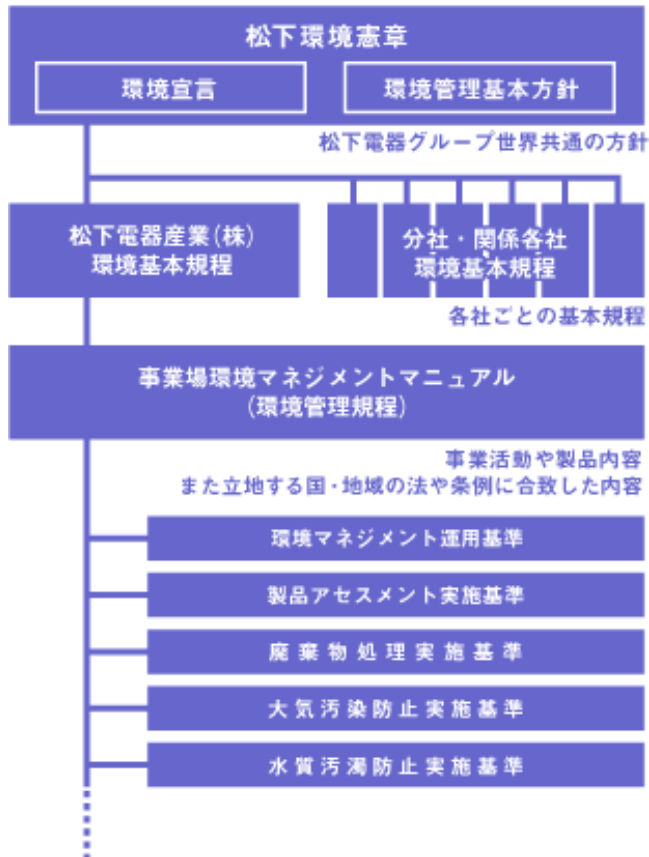 松下環境憲章
環境宣言
環境管理基本方針
松下電器グループ世界共通の方針
松下電器産業(株)
環境基本規程
分社・関係各社
環境基本規程
各社ごとの基本規程
事業場環境マネジメントマニュアル
(環境管理規程)
事業活動や製品内容
また立地する国・地域の法や条例に合致した内容
環境マネジメント運用基準
製品アセスメント実施基準
廃棄物処理実施基準
大気汚染防止実施基準
水質汚濁防止実施基準